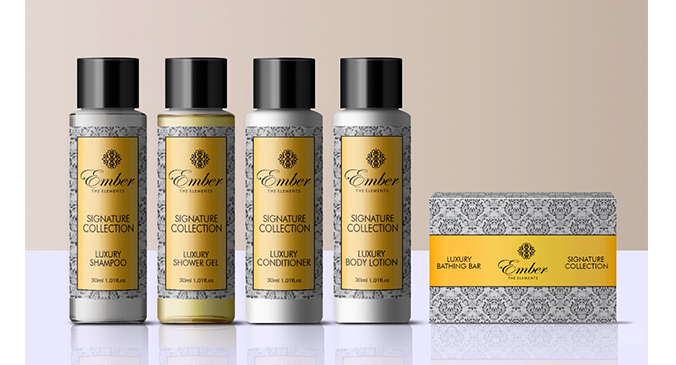 Ember
THE ELEMENTS
SIGNATURE
COLLECTION
LUXURY
SHAMPOO
30ml 1.01fl.oz
Ember
THE ELEMENTS
SIGNATURE
COLLECTION
LUXURY
SHOWER GEL
30ml 1.01fl.oz
Ember
THE ELEMENTS
SIGNATURE
COLLECTION
LUXURY
CONDITIONER
30ml 1.01fl.oz
Ember
THE ELEMENTS
SIGNATURE
COLLECTION
LUXURY
BODY LOTION
30ml 1.01fl.oz
LUXURY
BATHING BAR
Ember
THE ELEMENTS
SIGNATURE
COLLECTION